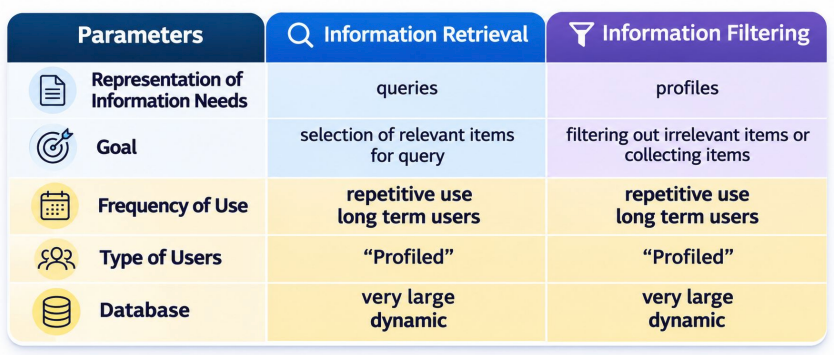 Parameters
Information Retrieval
Information Filtering
Representation of
Information Needs
queries
profiles
Goal
selection of relevant items
for query
filtering out irrelevant items or
collecting items
Frequency of Use
repetitive use
long term users
repetitive use
long term users
Type of Users
“Profiled”
“Profiled”
Database
very large
dynamic
very large
dynamic